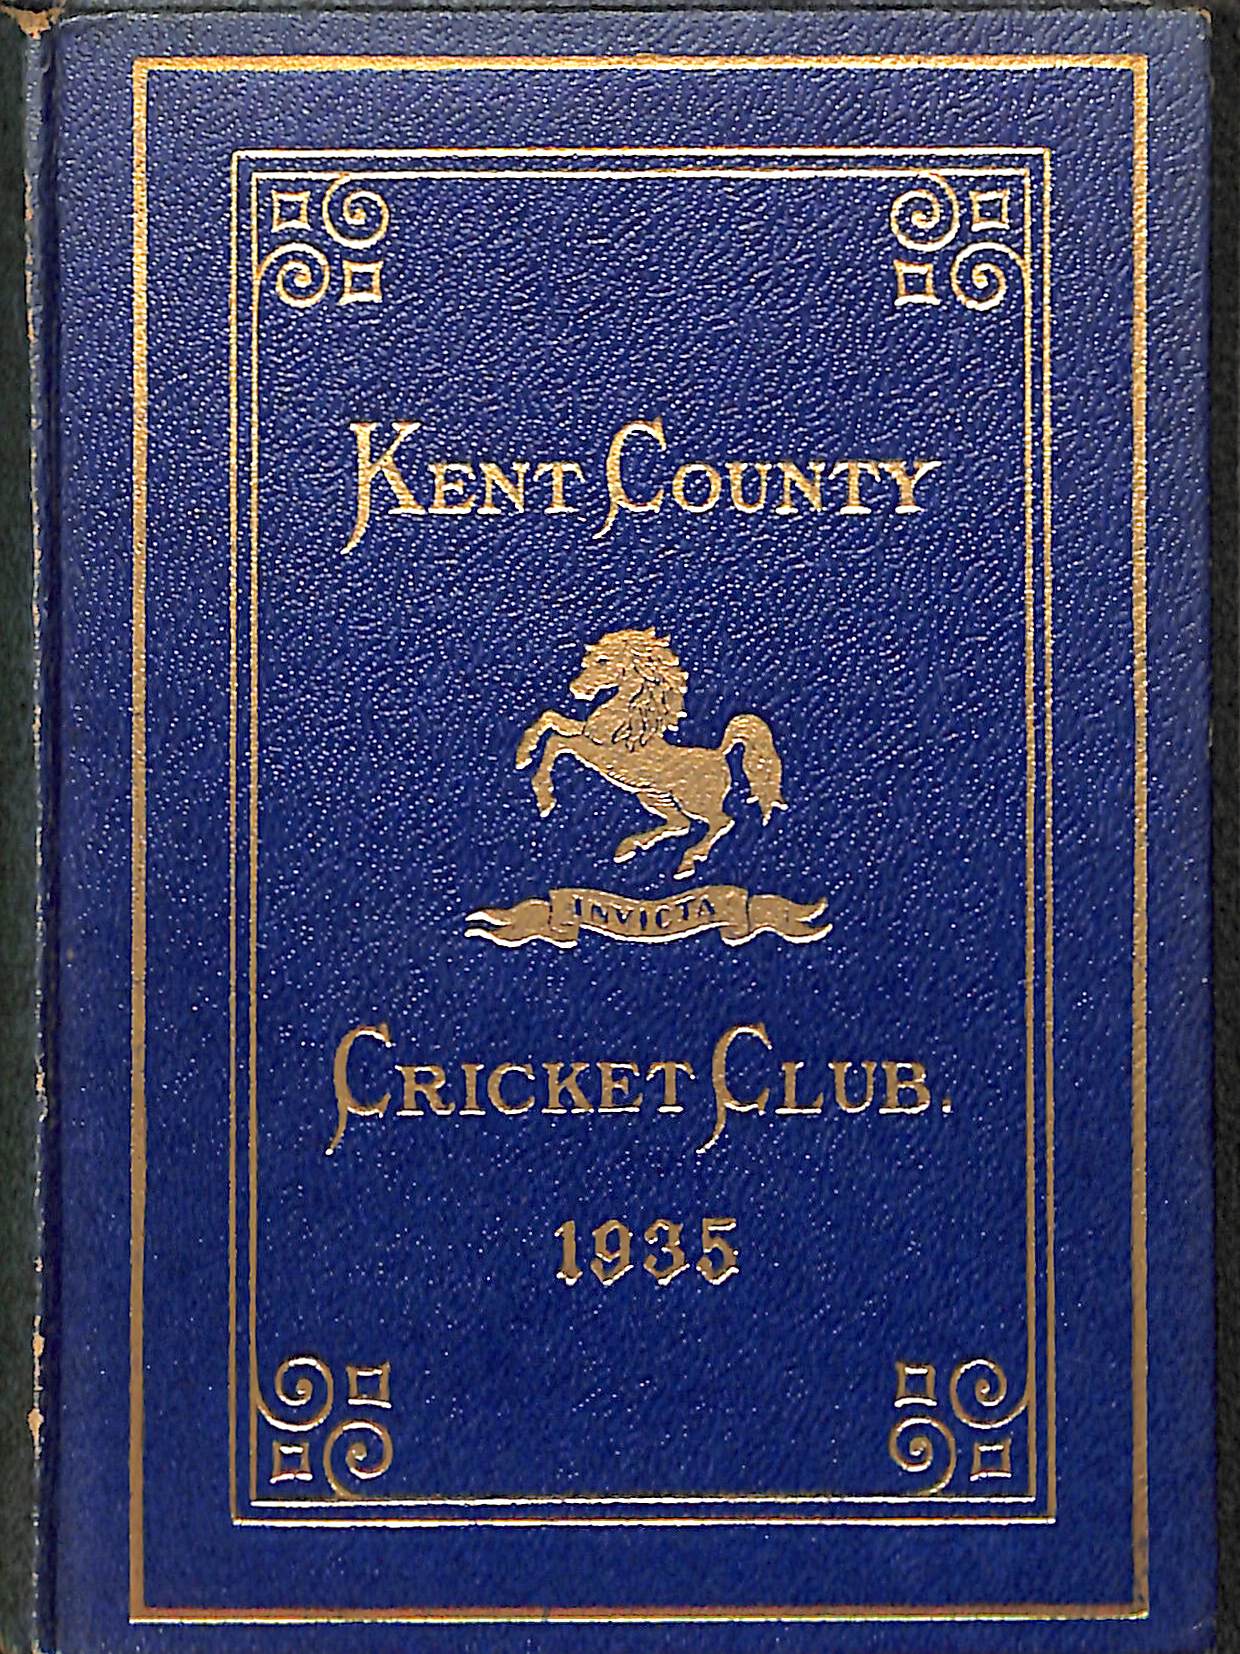 KENT COUNTY
INVICTA
CRICKET CLUB.
1935